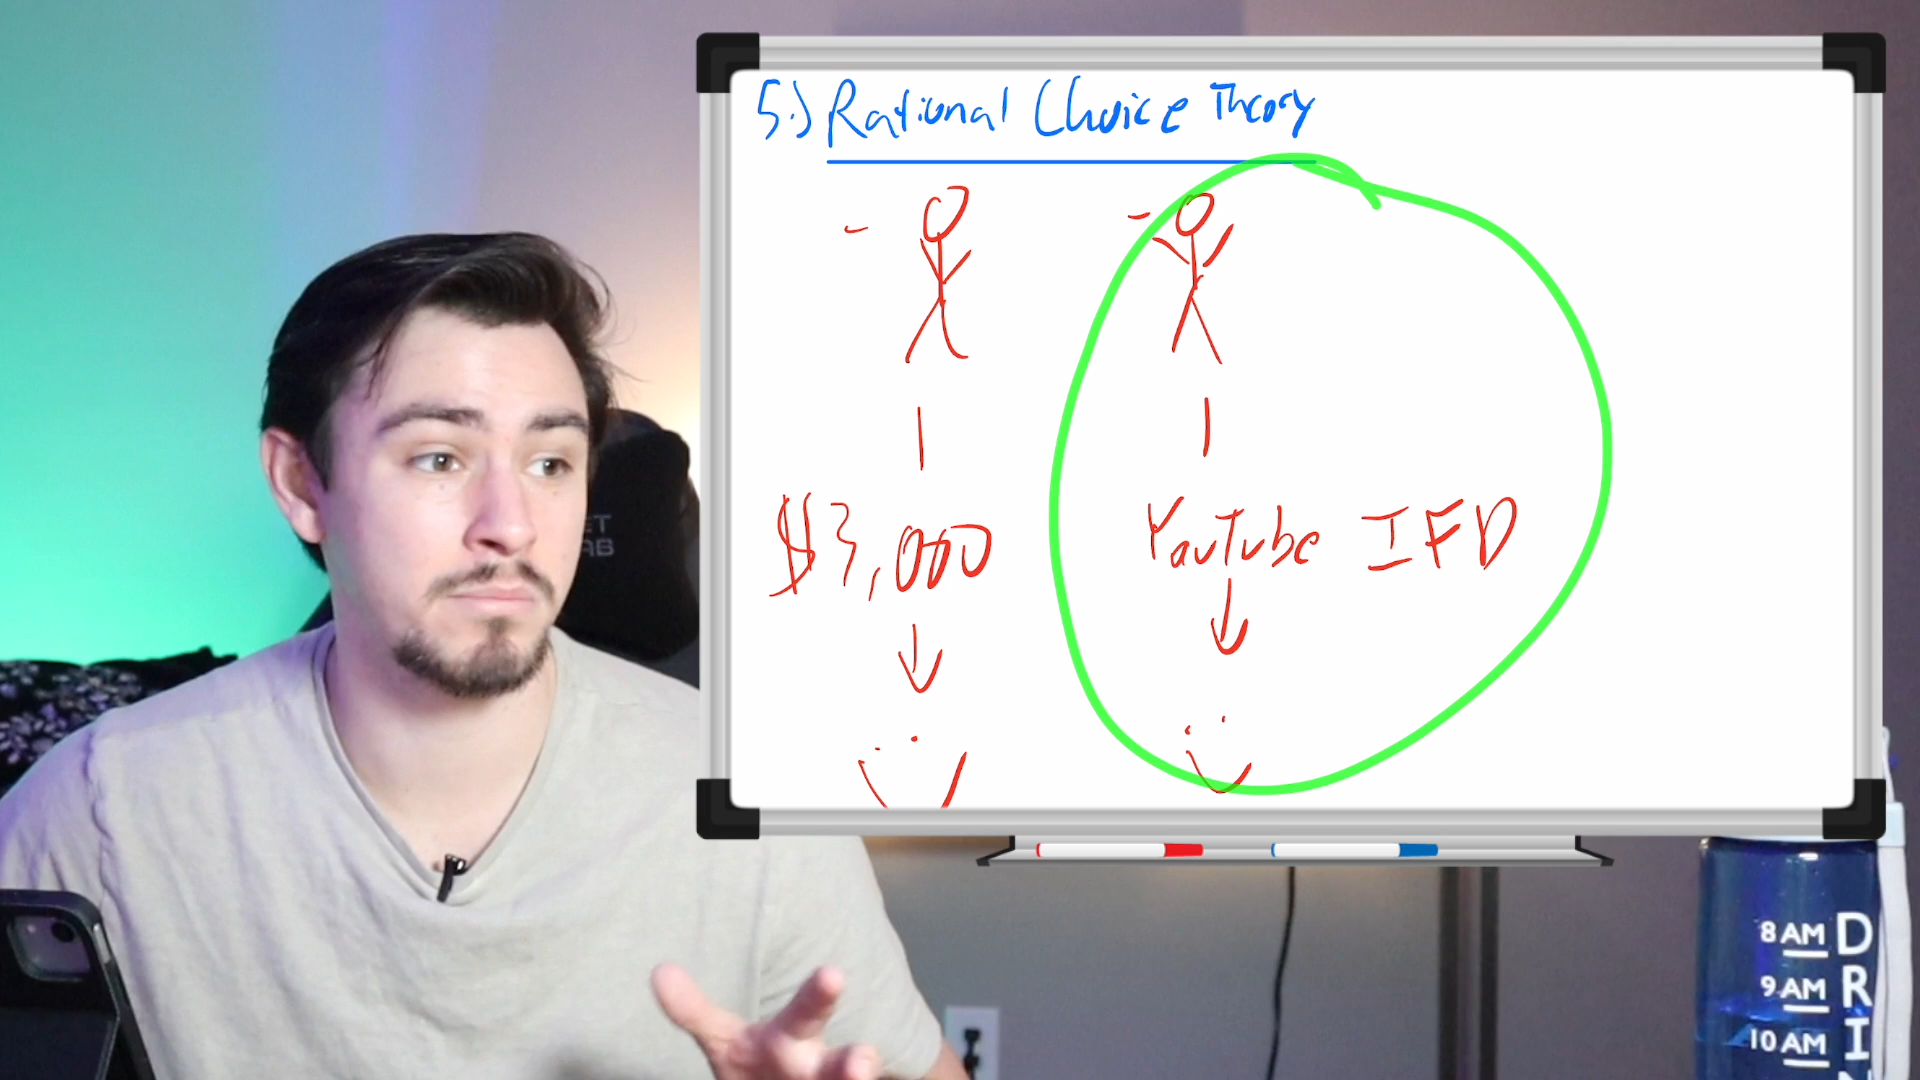 5.) Rational Choice Theory
$3,000
YouTube IFD
8 AM
9 AM
10 AM
D
R
I